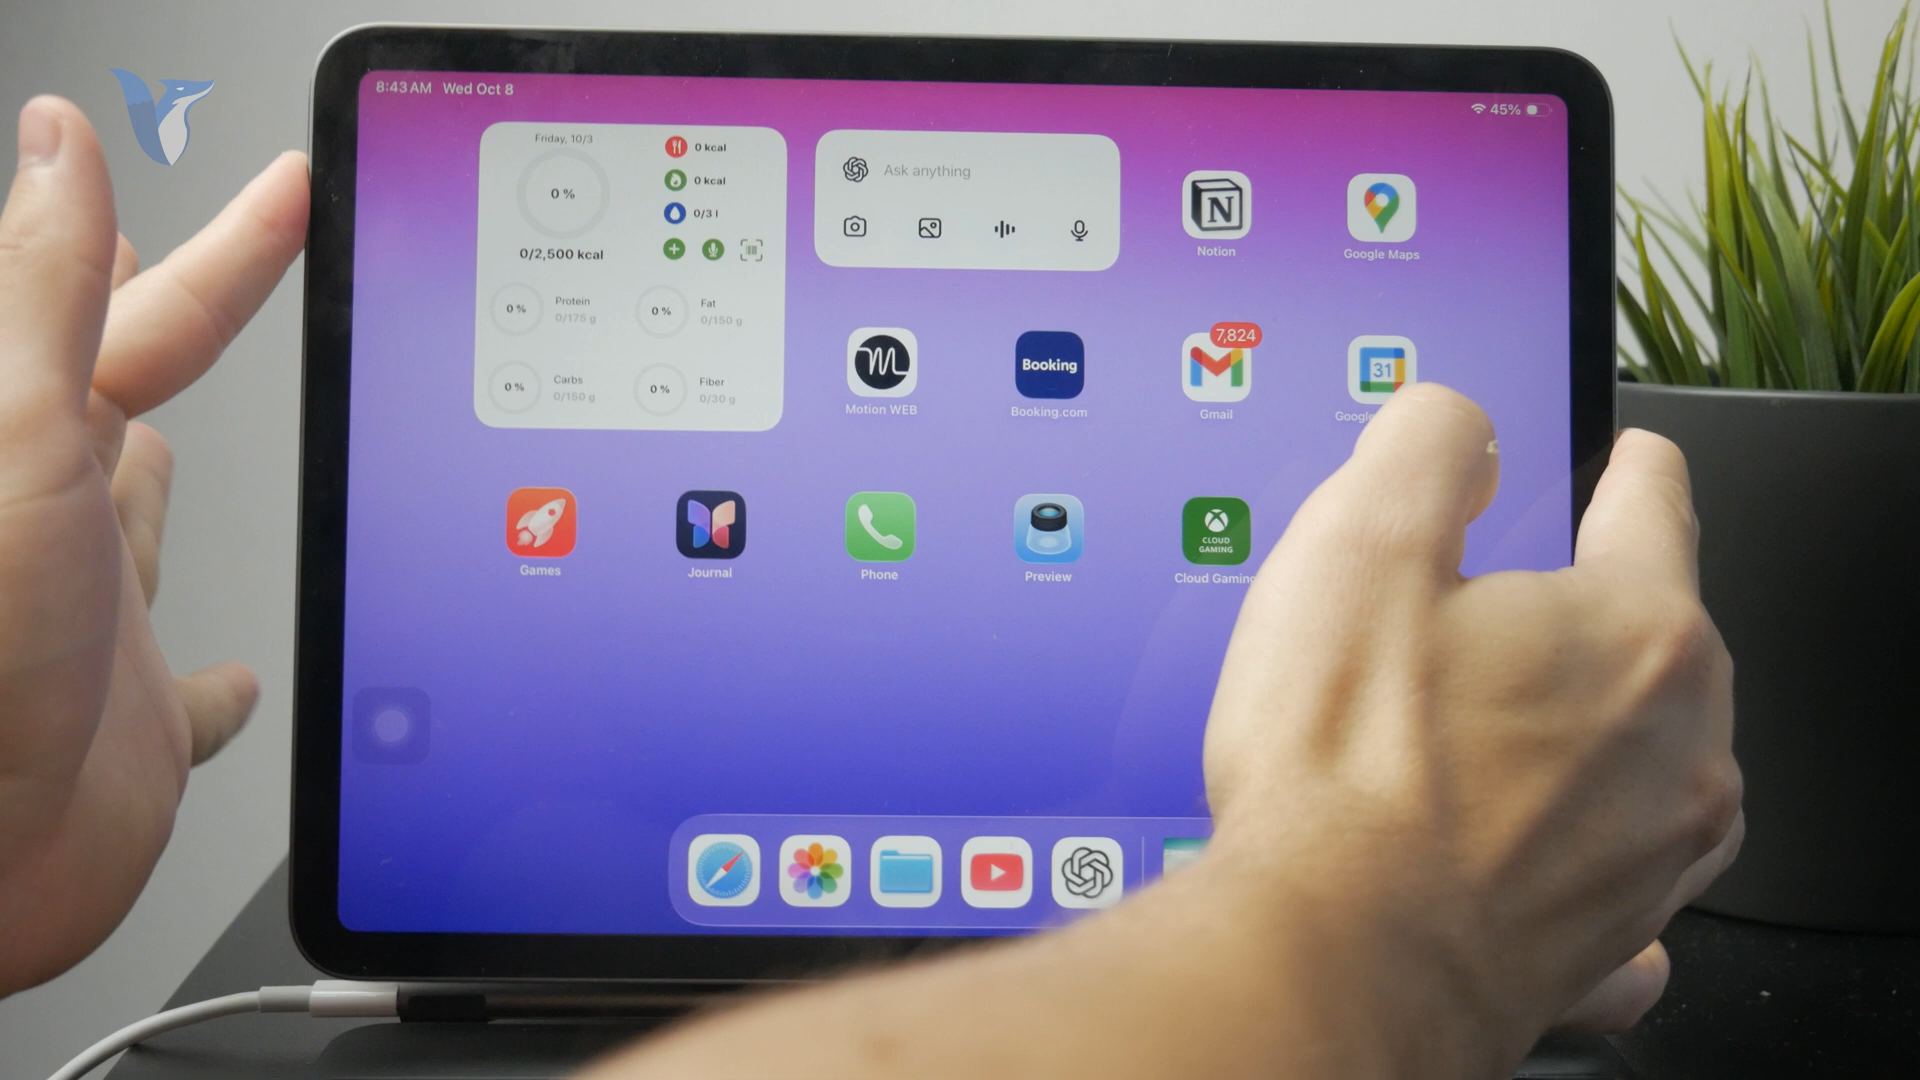 8:43 AM Wed Oct 8
45%
Friday, 10/3
0 %
0/2,500 kcal
0 kcal
0 kcal
0/3 l
0 %
Protein
0/175 g
0 %
Fat
0/150 g
0 %
Carbs
0/150 g
0 %
Fiber
0/30 g
Ask anything
N
Notion
Google Maps
Motion WEB
Booking
Booking.com
7,824
Gmail
31
Google
Games
Journal
Phone
Preview
CLOUD
GAMING
Cloud Gaming